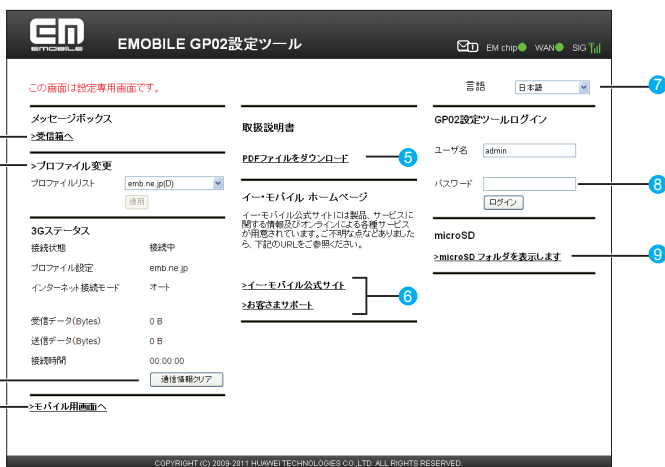 EM
EMOBILE
EMOBILE GP02設定ツール
EM chip WAN SIG
この画面は設定専用画面です。
言語
日本語
7
メッセージボックス
>受信箱へ
>プロファイル変更
プロファイルリスト
emb.ne.jp(D)
適用
3Gステータス
接続状態 接続中
プロファイル設定 emb.ne.jp
インターネット接続モード オート
受信データ(Bytes) 0 B
送信データ(Bytes) 0 B
接続時間 00:00:00
通信情報クリア
>モバイル用画面へ
取扱説明書
PDFファイルをダウンロード
5
イー・モバイル ホームページ
イー・モバイル公式サイトには製品、サービスに
関する情報及びオンラインによる各種サービス
が用意されています。ご不明な点などありました
ら、下記のURLをご参照ください。
>イー・モバイル公式サイト
>お客さまサポート
6
GP02設定ツールログイン
ユーザ名
admin
パスワード
8
ログイン
microSD
>microSD フォルダを表示します
9
COPYRIGHT (C) 2009-2011 HUAWEI TECHNOLOGIES CO.,LTD. ALL RIGHTS RESERVED.